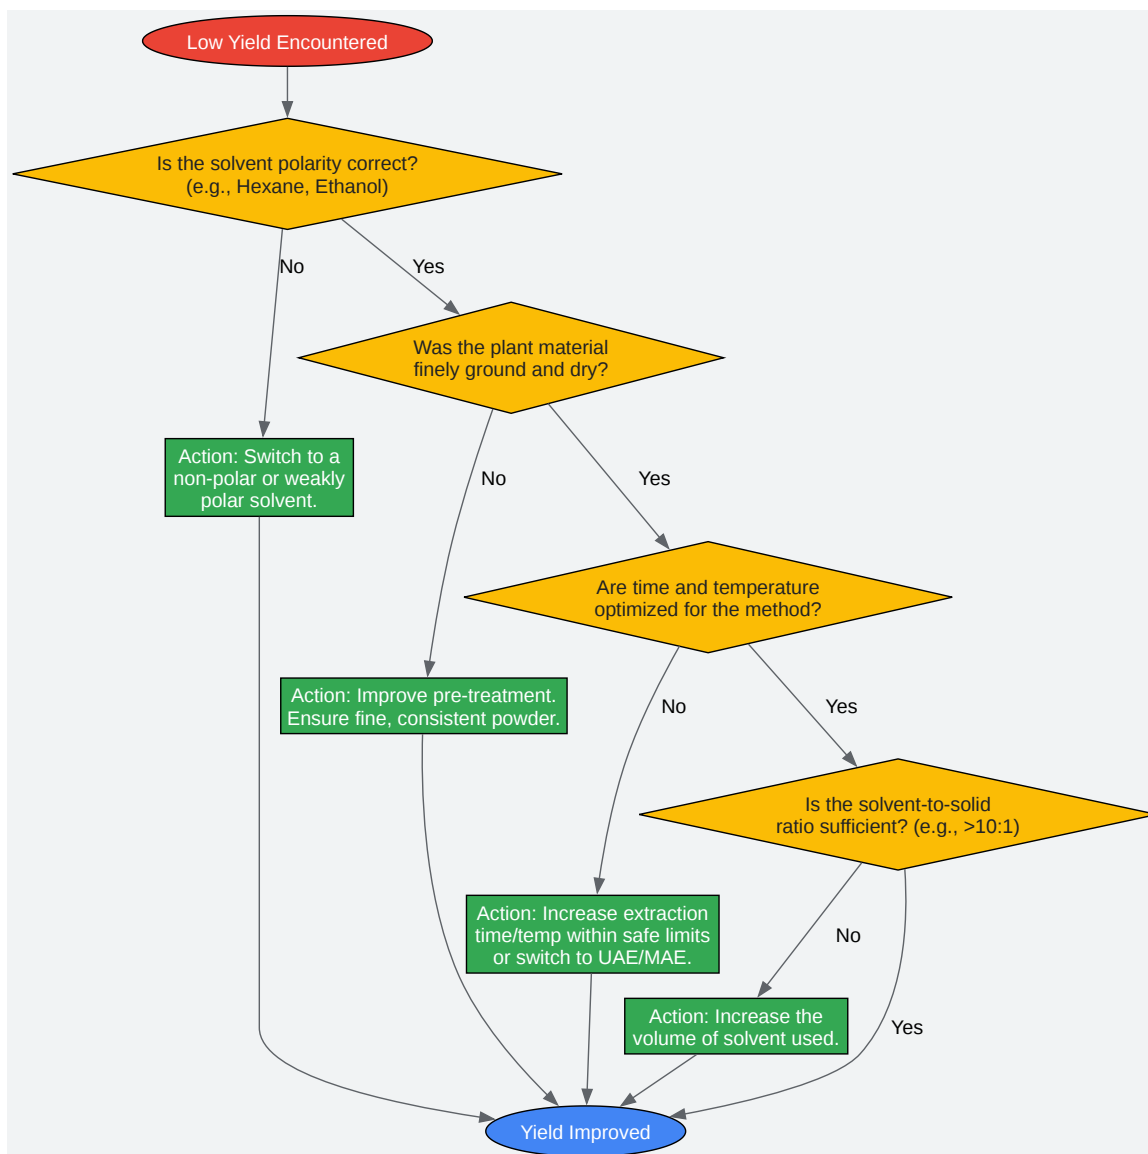 Low Yield Encountered
Is the solvent polarity correct?
(e.g., Hexane, Ethanol)
No
Yes
Was the plant material
finely ground and dry?
Action: Switch to a
non-polar or weakly
polar solvent.
No
Yes
Are time and temperature
optimized for the method?
Action: Improve pre-treatment.
Ensure fine, consistent powder.
No
Yes
Is the solvent-to-solid
ratio sufficient? (e.g., >10:1)
Action: Increase extraction
time/temp within safe limits
or switch to UAE/MAE.
No
Action: Increase the
volume of solvent used.
Yes
Yield Improved